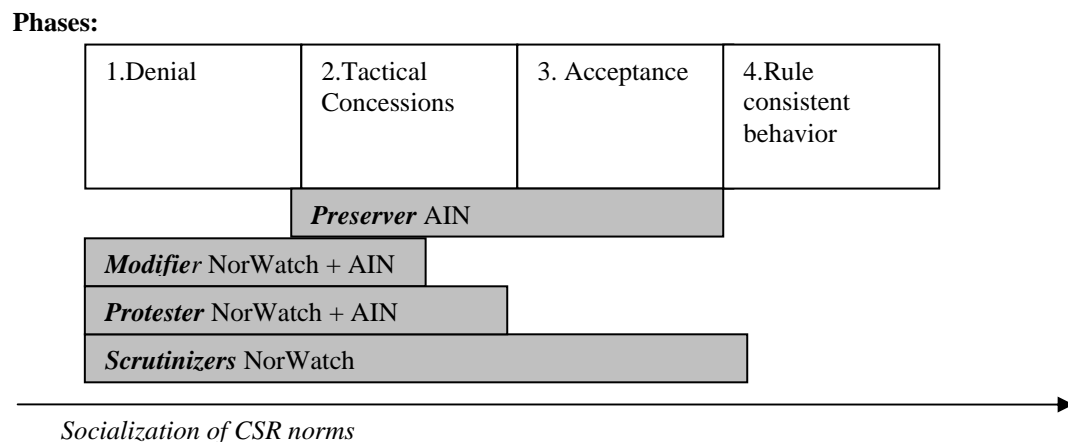 Phases:
1.Denial
2.Tactical
Concessions
3. Acceptance
4.Rule
consistent
behavior
Preserver AIN
Modifier NorWatch + AIN
Protester NorWatch + AIN
Scrutinizers NorWatch
Socialization of CSR norms